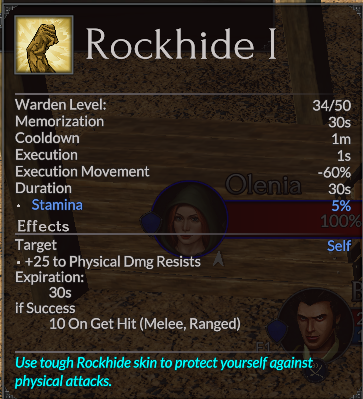 Rockhide I
Warden Level: 34/50
Memorization 30s
Cooldown 1m
Execution 1s
Execution Movement -60%
Duration 30s
• Stamina 5%
Olenia
100%
Effects
Target Self
• +25 to Physical Dmg Resists
Expiration:
30s
if Success
10 On Get Hit (Melee, Ranged)
Use tough Rockhide skin to protect yourself against
physical attacks.